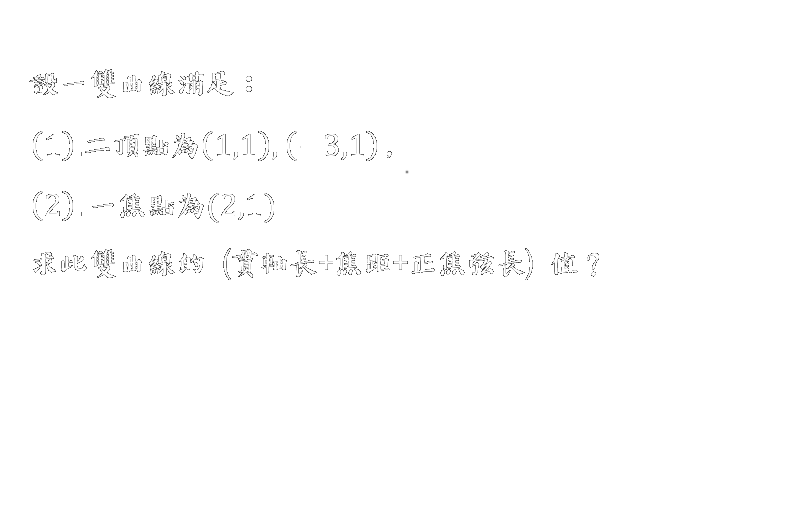 設一雙曲線滿足：
(1).二頂點為(1,1),(-3,1)，
(2).一焦點為(2,1)
求此雙曲線的（貫軸長+焦距+正焦弦長）值？